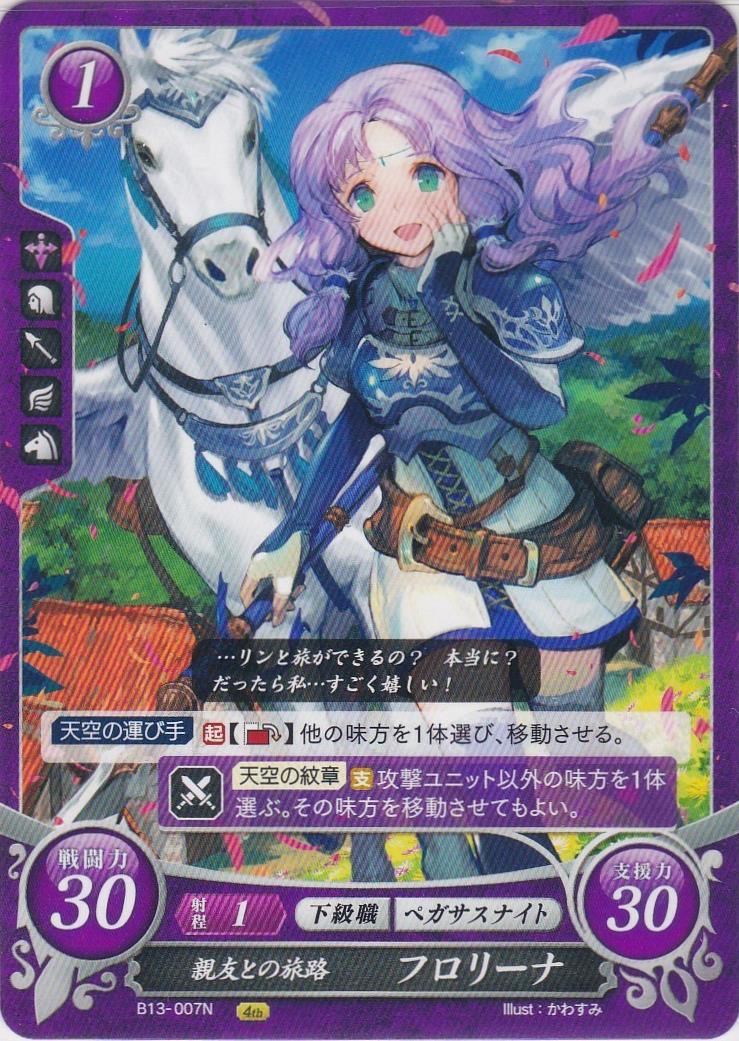 1
…リンと旅ができるの？　本当に？
だったら私…すごく嬉しい！
天空の運び手 起【　】他の味方を1体選び、移動させる。
天空の紋章 支 攻撃ユニット以外の味方を1体
選ぶ。その味方を移動させてもよい。
戦闘力
30
射程 1 下級職 ペガサスナイト
支援力
30
親友との旅路 フロリーナ
B13-007N 4th Illust：かわすみ